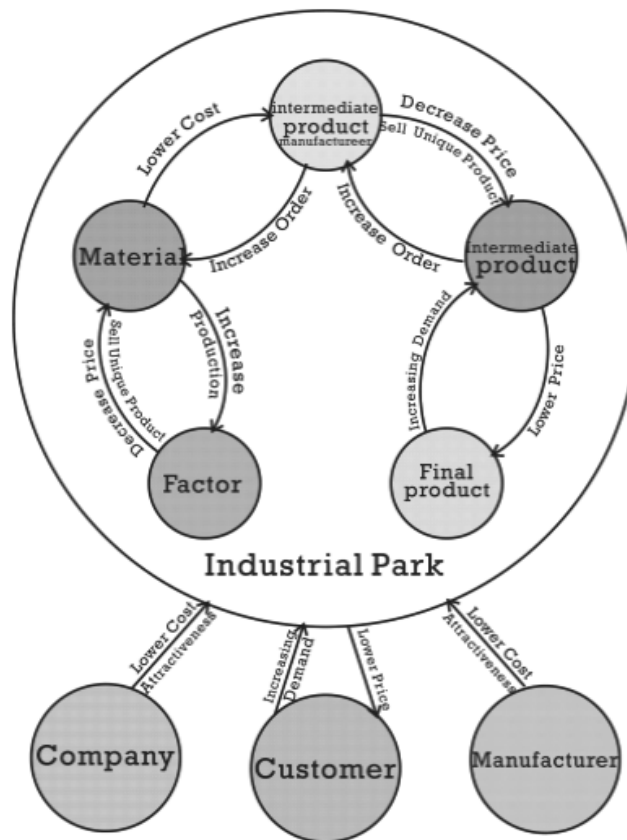 intermediate
product
manufactureer
Lower Cost
Decrease Price
Sell Unique Product
Increase Order
Increase Order
Material
intermediate
product
Increase
Production
Sell Unique Product
Decrease Price
Increasing Demand
Lower Price
Factor
Final
product
Industrial Park
Lower Cost
Attractiveness
Increasing
Demand
Lower Price
Lower Cost
Attractiveness
Company
Customer
Manufacturer